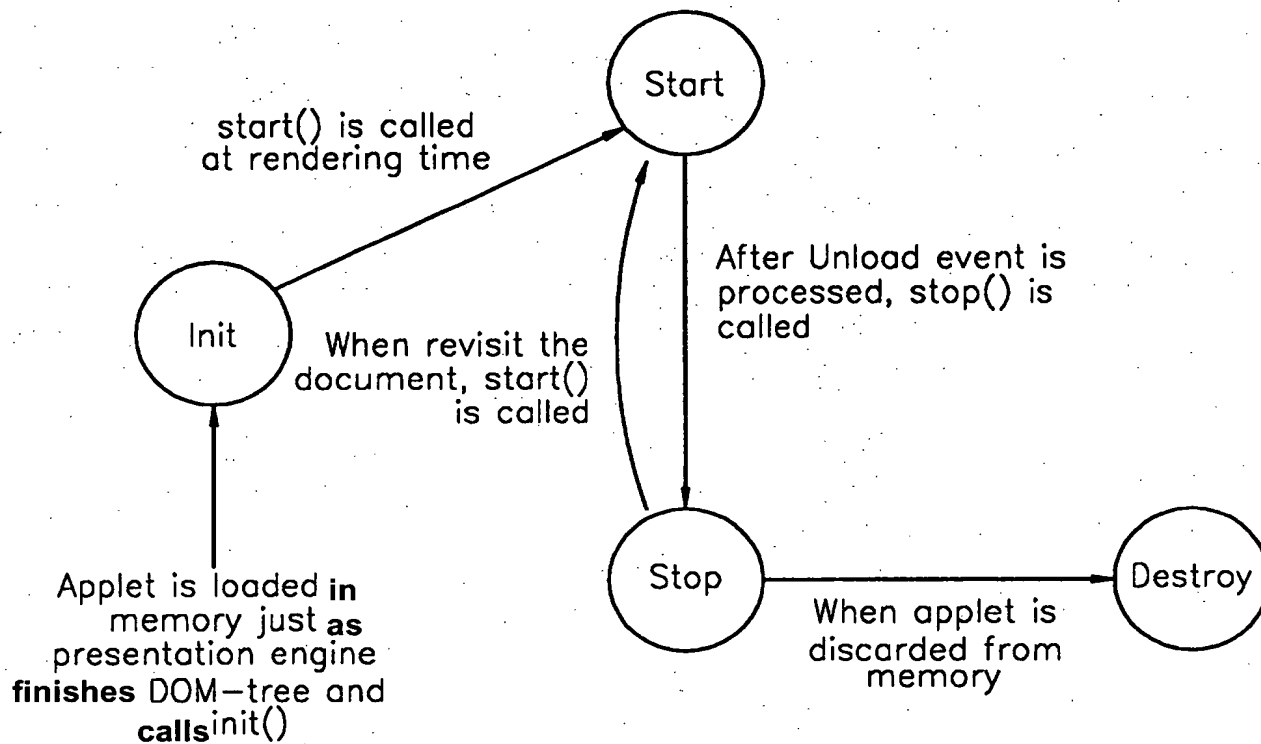 Start
start() is called
at rendering time
Init
After Unload event is
processed, stop() is
called
When revisit the
document, start()
is called
Stop
Destroy
Applet is loaded in
memory just as
presentation engine
finishes DOM-tree and
calls init()
When applet is
discarded from
memory